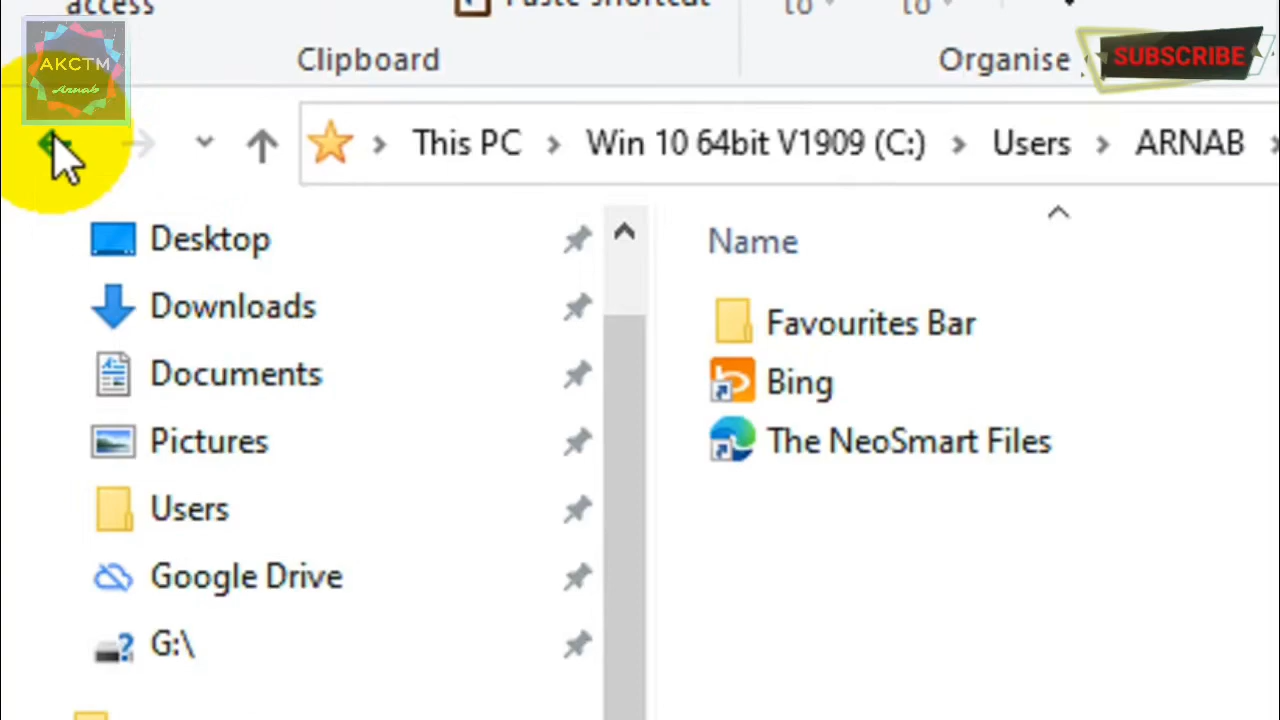 access
Paste shortcut
to
to
Clipboard
Organise
SUBSCRIBE
AKCTM
Arnab
This PC
Win 10 64bit V1909 (C:)
Users
ARNAB
Desktop
Downloads
Documents
Pictures
Users
Google Drive
G:\
Name
Favourites Bar
Bing
The NeoSmart Files